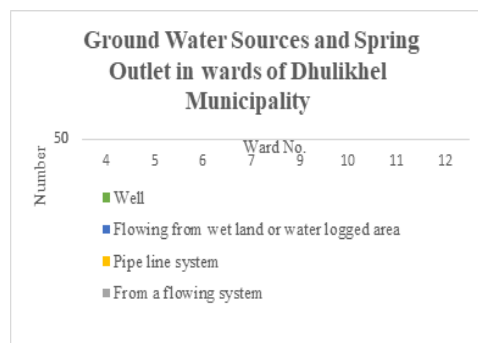 Ground Water Sources and Spring
Outlet in wards of Dhulikhel
Municipality
Number
50
Ward No.
4 5 6 7 9 10 11 12
Well
Flowing from wet land or water logged area
Pipe line system
From a flowing system